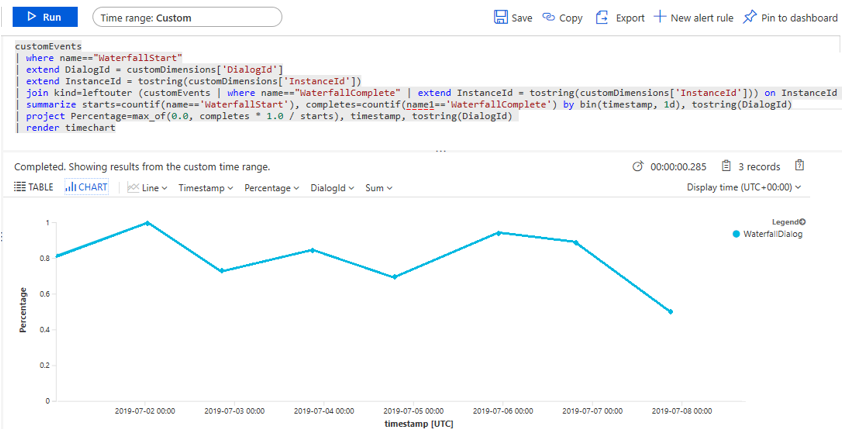 Run
Time range: Custom
Save
Copy
Export
New alert rule
Pin to dashboard
customEvents
| where name=="WaterfallStart"
| extend DialogId = customDimensions['DialogId']
| extend InstanceId = tostring(customDimensions['InstanceId'])
| join kind=leftouter (customEvents | where name=="WaterfallComplete" | extend InstanceId = tostring(customDimensions['InstanceId'])) on InstanceId
| summarize starts=countif(name=='WaterfallStart'), completes=countif(name1=='WaterfallComplete') by bin(timestamp, 1d), tostring(DialogId)
| project Percentage=max_of(0.0, completes * 1.0 / starts), timestamp, tostring(DialogId)
| render timechart
...
Completed. Showing results from the custom time range.
00:00:00.285
3 records
TABLE
CHART
Line
Timestamp
Percentage
DialogId
Sum
Display time (UTC+00:00)
Legend
WaterfallDialog
1
0.8
0.6
0.4
0.2
0
Percentage
2019-07-02 00:00
2019-07-03 00:00
2019-07-04 00:00
2019-07-05 00:00
2019-07-06 00:00
2019-07-07 00:00
2019-07-08 00:00
timestamp [UTC]